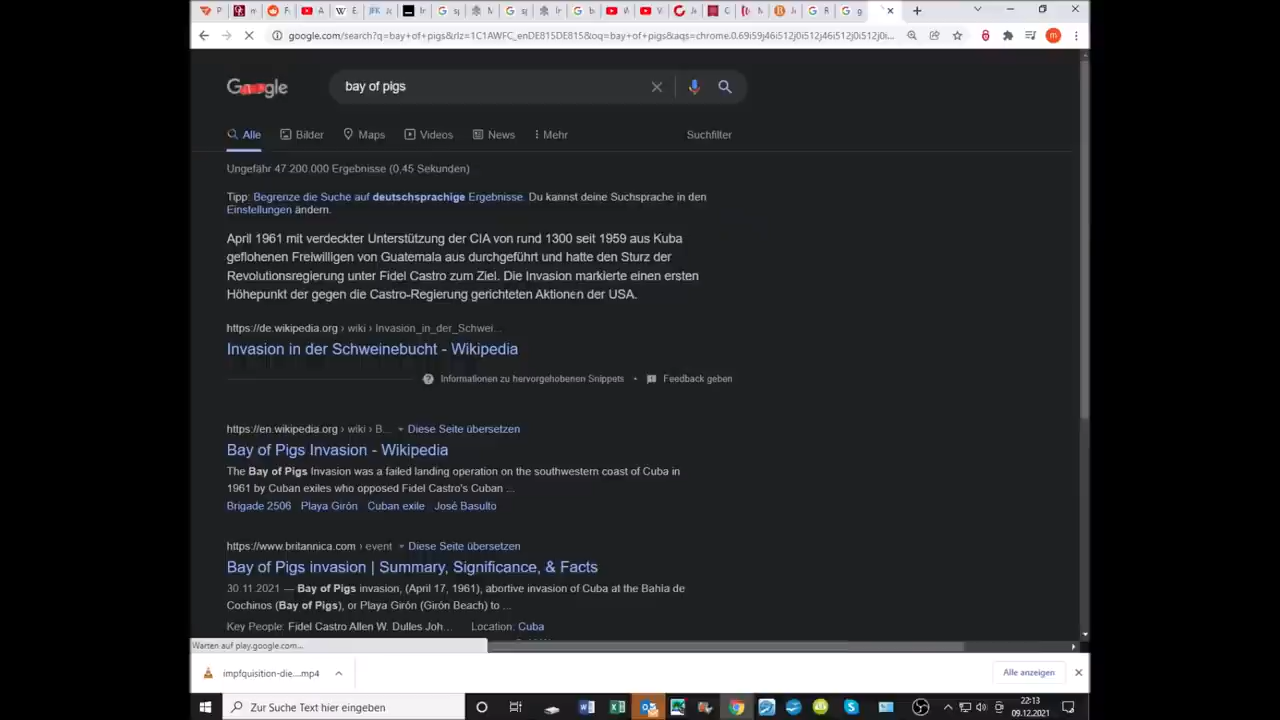 google.com/search?q=bay+of+pigs&rlz=1C1AWFC_enDE815DE815&oq=bay+of+pigs&aqs=chrome.0.69i59j46i512j0i512j46i512j0i512j0i...
Google
bay of pigs
Alle Bilder Maps Videos News Mehr Suchfilter
Ungefähr 47.200.000 Ergebnisse (0,45 Sekunden)
Tipp: Begrenze die Suche auf deutschsprachige Ergebnisse. Du kannst deine Suchsprache in den
Einstellungen ändern.
April 1961 mit verdeckter Unterstützung der CIA von rund 1300 seit 1959 aus Kuba
geflohenen Freiwilligen von Guatemala aus durchgeführt und hatte den Sturz der
Revolutionsregierung unter Fidel Castro zum Ziel. Die Invasion markierte einen ersten
Höhepunkt der gegen die Castro-Regierung gerichteten Aktionen der USA.
https://de.wikipedia.org › wiki › Invasion_in_der_Schwei...
Invasion in der Schweinebucht - Wikipedia
Informationen zu hervorgehobenen Snippets • Feedback geben
https://en.wikipedia.org › wiki › B... Diese Seite übersetzen
Bay of Pigs Invasion - Wikipedia
The Bay of Pigs Invasion was a failed landing operation on the southwestern coast of Cuba in
1961 by Cuban exiles who opposed Fidel Castro's Cuban ...
Brigade 2506 Playa Girón Cuban exile José Basulto
https://www.britannica.com › event Diese Seite übersetzen
Bay of Pigs invasion | Summary, Significance, & Facts
30.11.2021 — Bay of Pigs invasion, (April 17, 1961), abortive invasion of Cuba at the Bahía de
Cochinos (Bay of Pigs), or Playa Girón (Girón Beach) to ...
Key People: Fidel Castro Allen W. Dulles Joh... Location: Cuba
Warten auf play.google.com...
impfquisition-die....mp4
Alle anzeigen
Zur Suche Text hier eingeben
22:13
09.12.2021